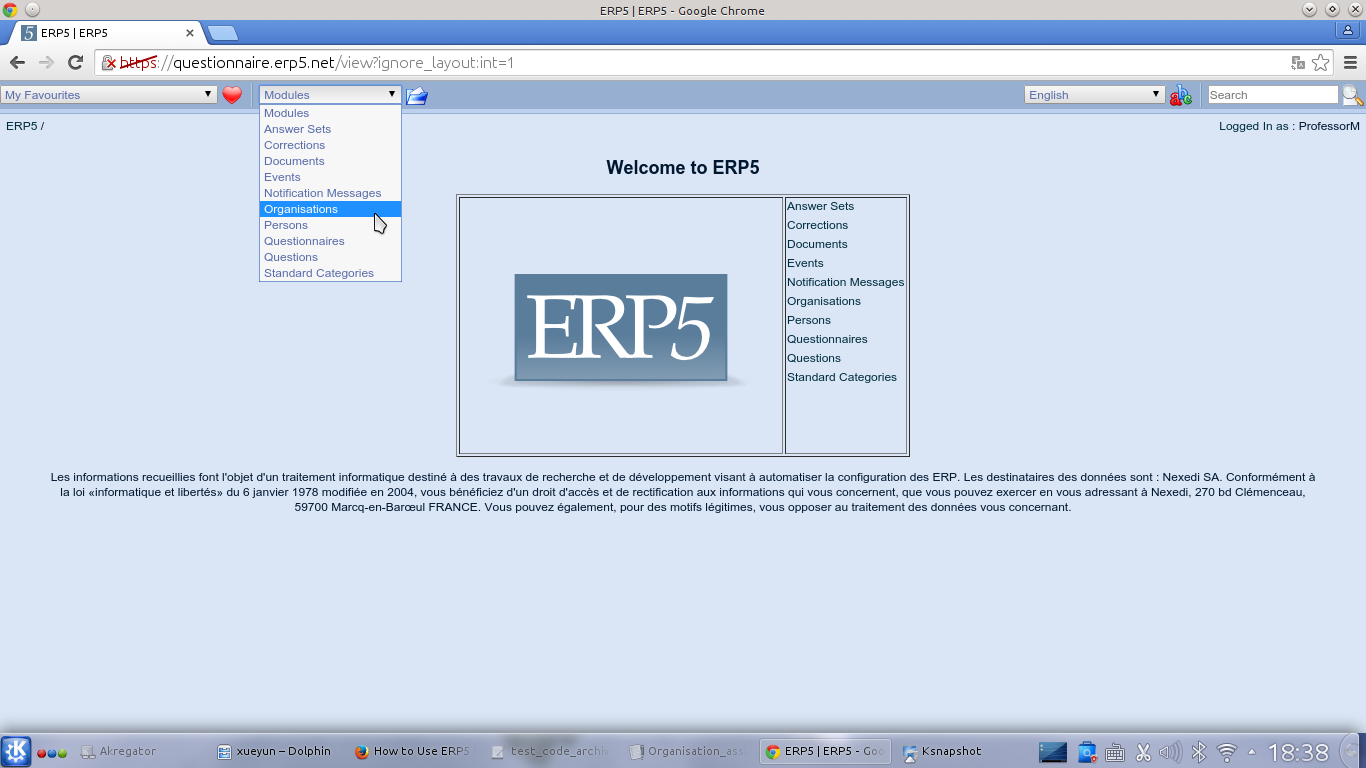 ERP5 | ERP5 - Google Chrome
5 ERP5 | ERP5
https://questionnaire.erp5.net/view?ignore_layout:int=1
My Favourites
Modules
English
Search
Modules
Answer Sets
Corrections
Documents
Events
Notification Messages
Organisations
Persons
Questionnaires
Questions
Standard Categories
ERP5 /
Logged In as : ProfessorM
Welcome to ERP5
ERP5
Answer Sets
Corrections
Documents
Events
Notification Messages
Organisations
Persons
Questionnaires
Questions
Standard Categories
Les informations recueillies font l'objet d'un traitement informatique destiné à des travaux de recherche et de développement visant à automatiser la configuration des ERP. Les destinataires des données sont : Nexedi SA. Conformément à
la loi «informatique et libertés» du 6 janvier 1978 modifiée en 2004, vous bénéficiez d'un droit d'accès et de rectification aux informations qui vous concernent, que vous pouvez exercer en vous adressant à Nexedi, 270 bd Clémenceau,
59700 Marcq-en-Barœul FRANCE. Vous pouvez également, pour des motifs légitimes, vous opposer au traitement des données vous concernant.
Akregator
xueyun – Dolphin
How to Use ERP5
test_code_archi
Organisation_ass
ERP5 | ERP5 - Goo
Ksnapshot
18:38